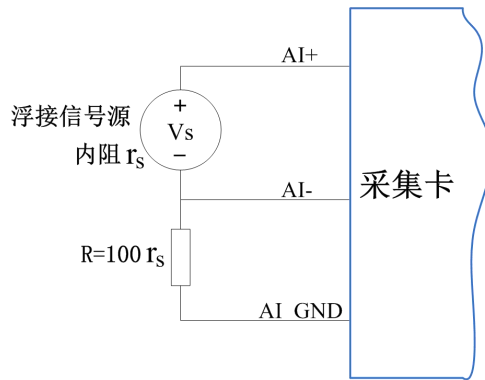 AI+
浮接信号源
+
Vs
−
内阻 rs
AI-
采集卡
R=100 rs
AI GND